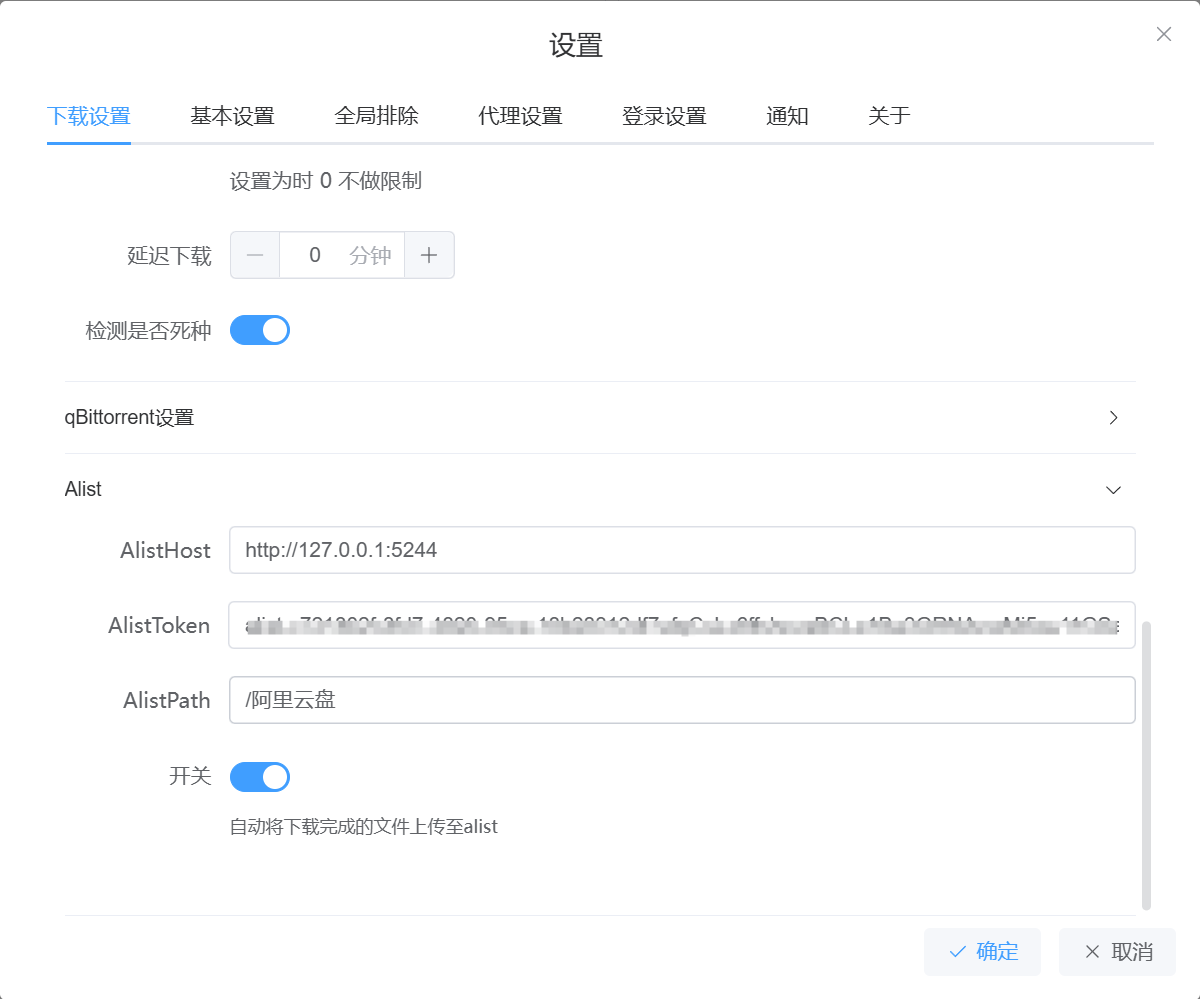 设置
下载设置 基本设置 全局排除 代理设置 登录设置 通知 关于
设置为时 0 不做限制
延迟下载 0 分钟
检测是否死种
qBittorrent设置
Alist
AlistHost http://127.0.0.1:5244
AlistToken
AlistPath /阿里云盘
开关
自动将下载完成的文件上传至alist
确定 取消